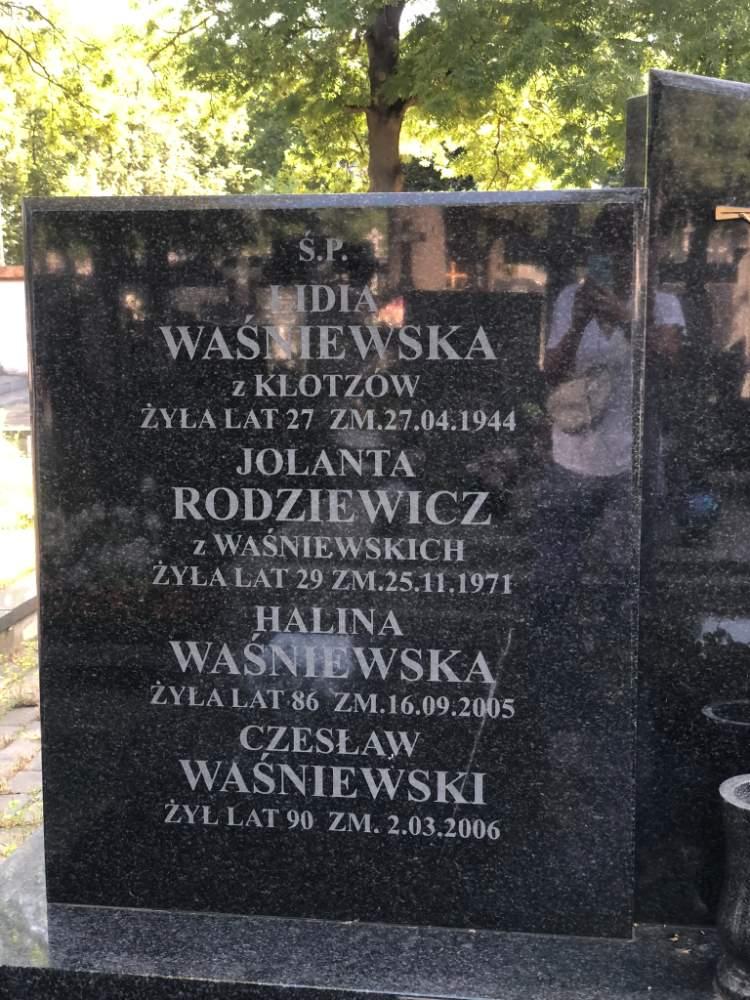 Ś.P.
LIDIA
WAŚNIEWSKA
z KLOTZÓW
ŻYŁA LAT 27 ZM.27.04.1944
JOLANTA
RODZIEWICZ
z WAŚNIEWSKICH
ŻYŁA LAT 29 ZM.25.11.1971
HALINA
WAŚNIEWSKA
ŻYŁA LAT 86 ZM.16.09.2005
CZESŁAW
WAŚNIEWSKI
ŻYŁ LAT 90 ZM. 2.03.2006